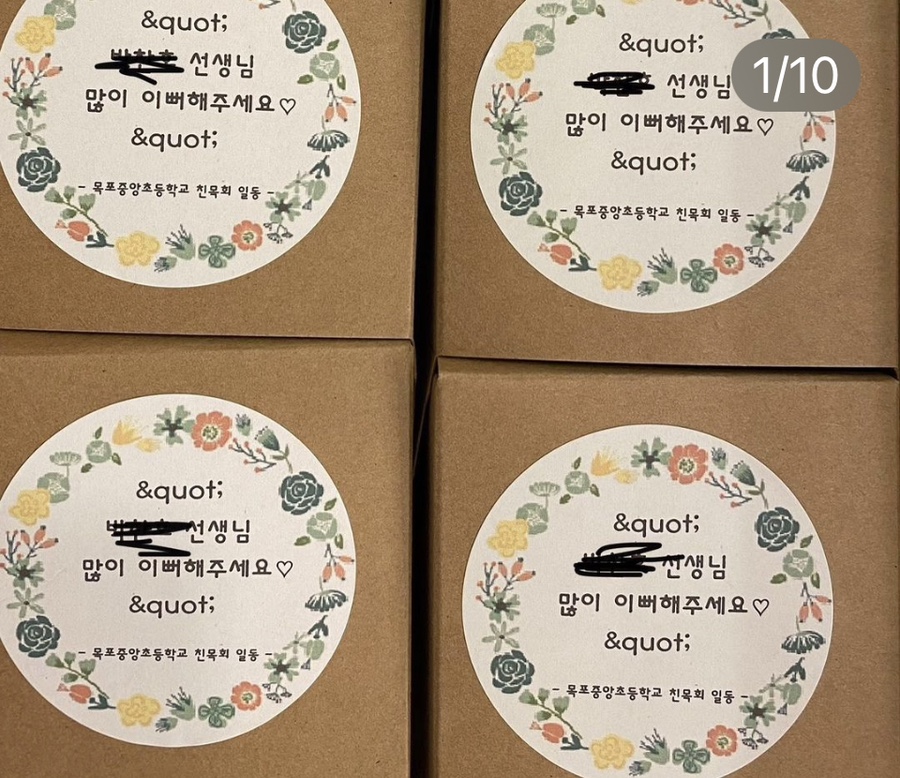 &quot;
선생님
많이 이뻐해주세요♡
&quot;
- 목포중앙초등학교 친목회 일동 -
&quot;
선생님
많이 이뻐해주세요♡
&quot;
- 목포중앙초등학교 친목회 일동 -
1/10
&quot;
선생님
많이 이뻐해주세요♡
&quot;
- 목포중앙초등학교 친목회 일동 -
&quot;
선생님
많이 이뻐해주세요♡
&quot;
- 목포중앙초등학교 친목회 일동 -